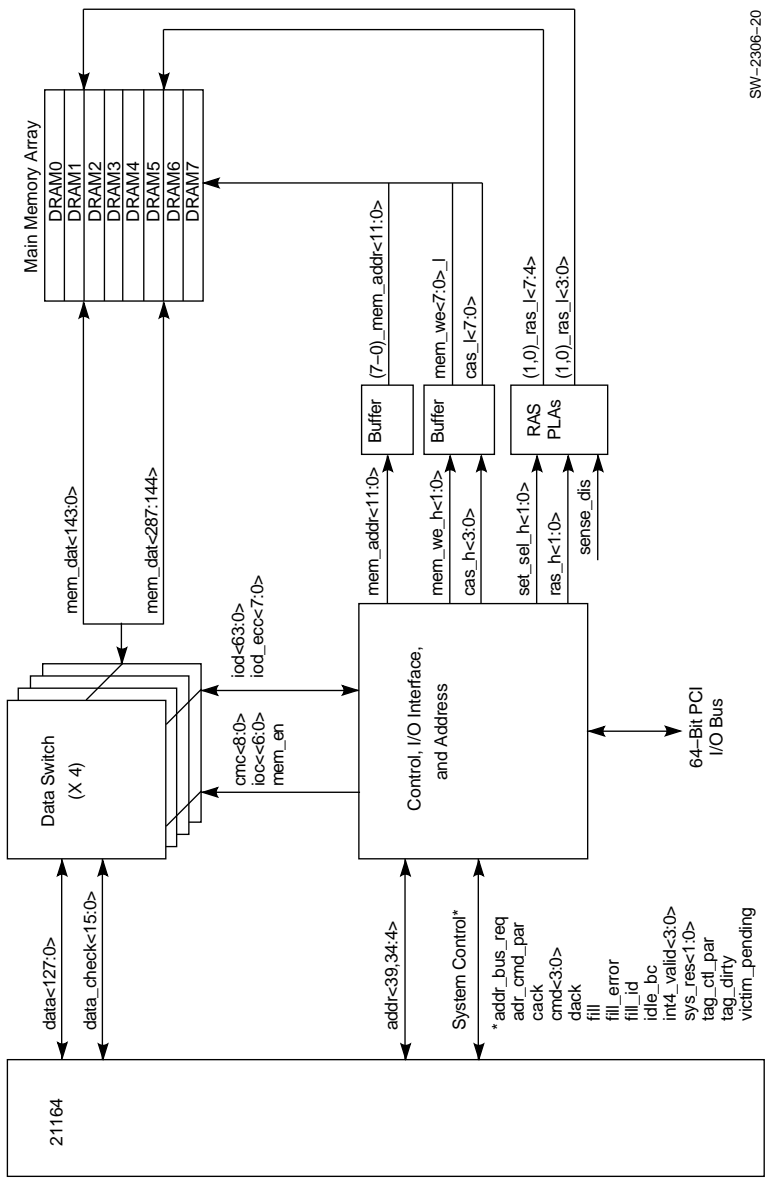 21164
data<127:0>
data_check<15:0>
addr<39,34:4>
System Control*
* addr_bus_req
adr_cmd_par
cack
cmd<3:0>
dack
fill
fill_error
fill_id
idle_bc
int4_valid<3:0>
sys_res<1:0>
tag_ctl_par
tag_dirty
victim_pending
Data Switch
(X 4)
cmc<8:0>
ioc<<6:0>
mem_en
iod<63:0>
iod_ecc<7:0>
Control, I/O Interface,
and Address
64–Bit PCI
I/O Bus
mem_dat<143:0>
mem_dat<287:144>
mem_addr<11:0>
mem_we_h<1:0>
cas_h<3:0>
set_sel_h<1:0>
ras_h<1:0>
sense_dis
Buffer
Buffer
RAS
PLAs
(7–0)_mem_addr<11:0>
mem_we<7:0>_l
cas_l<7:0>
(1,0)_ras_l<7:4>
(1,0)_ras_l<3:0>
Main Memory Array
DRAM0
DRAM1
DRAM2
DRAM3
DRAM4
DRAM5
DRAM6
DRAM7
SW–2306–20